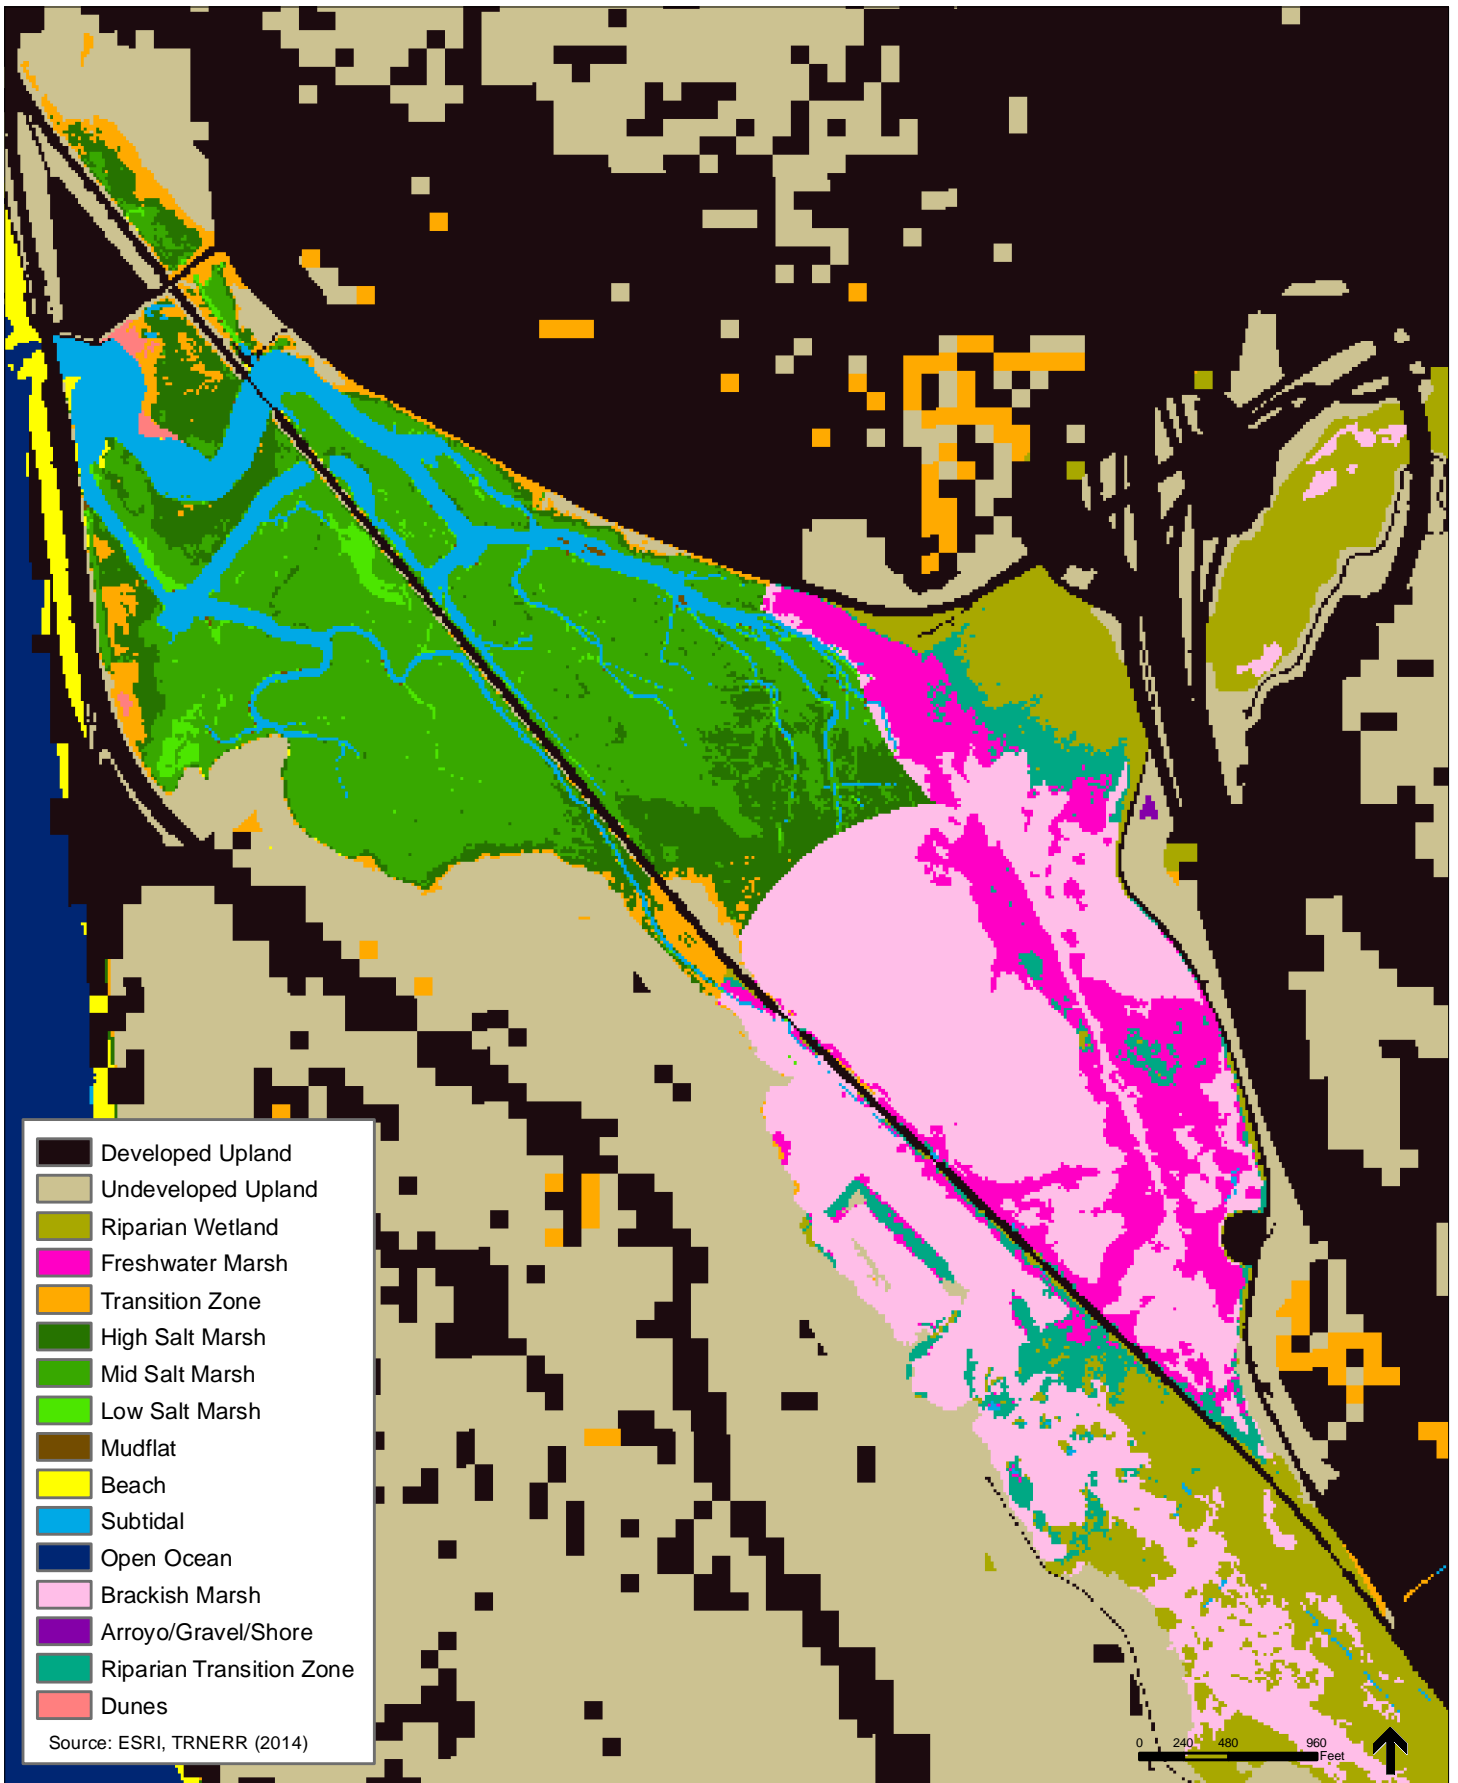 Developed Upland
Undeveloped Upland
Riparian Wetland
Freshwater Marsh
Transition Zone
High Salt Marsh
Mid Salt Marsh
Low Salt Marsh
Mudflat
Beach
Subtidal
Open Ocean
Brackish Marsh
Arroyo/Gravel/Shore
Riparian Transition Zone
Dunes
Source: ESRI, TRNERR (2014)
0 240 480 960
Feet